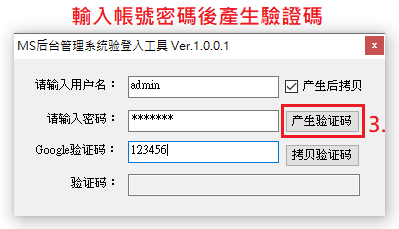 輸入帳號密碼後產生驗證碼
MS后台管理系统验登入工具 Ver.1.0.0.1
请输入用户名： admin 产生后拷贝
请输入密码： ******* 产生验证码 3.
Google验证码： 123456 拷贝验证码
验证码：